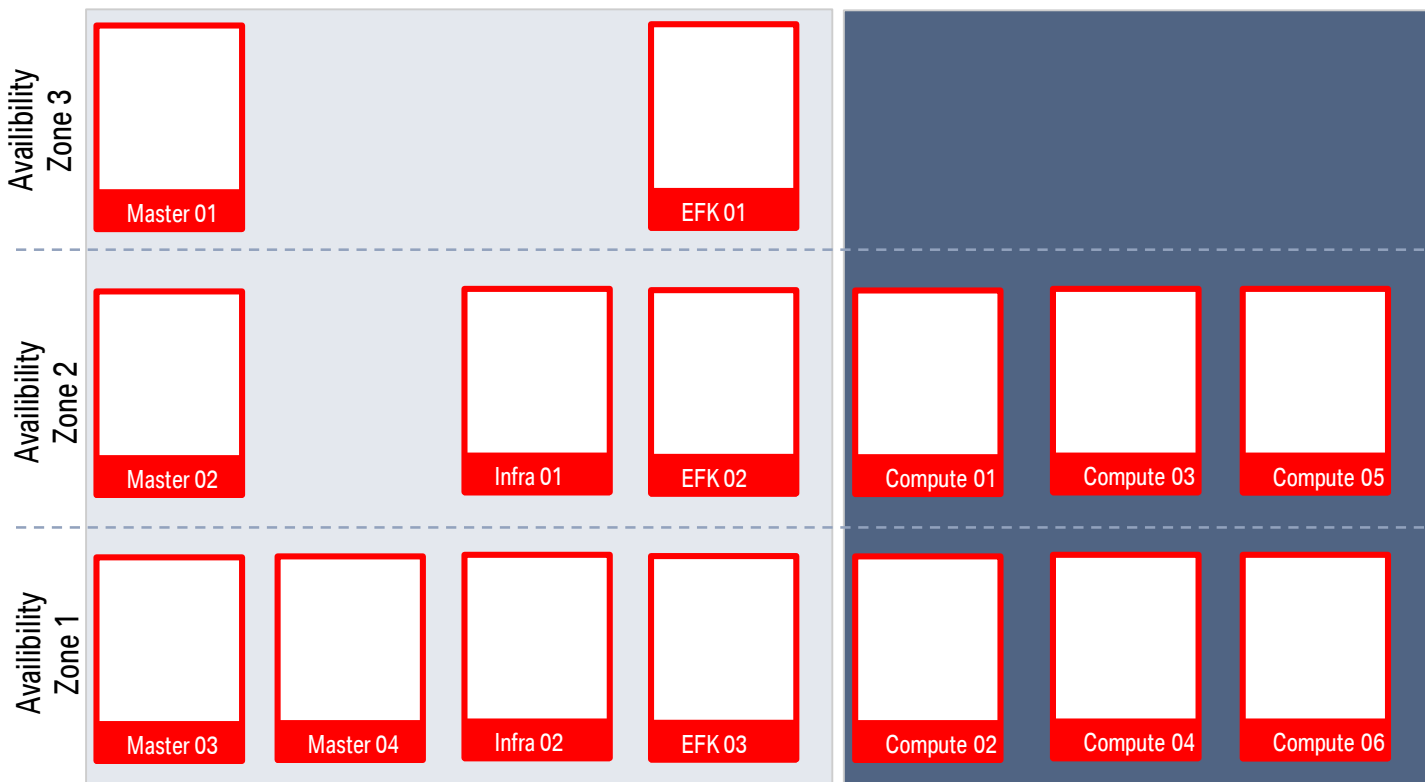 Availibility
Zone 3
Master 01
EFK 01
Availibility
Zone 2
Master 02
Infra 01
EFK 02
Compute 01
Compute 03
Compute 05
Availibility
Zone 1
Master 03
Master 04
Infra 02
EFK 03
Compute 02
Compute 04
Compute 06